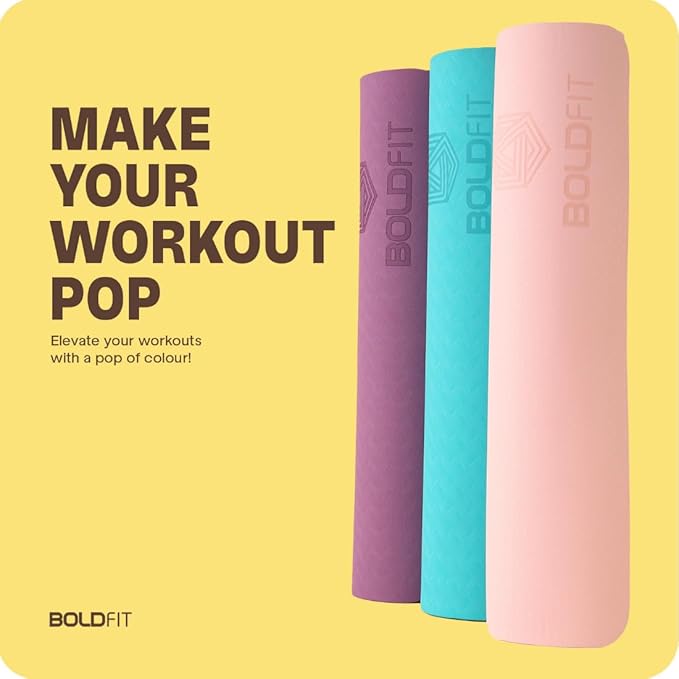 MAKE
YOUR
WORKOUT
POP
Elevate your workouts
with a pop of colour!
BOLDFIT
BOLDFIT
BOLDFIT
BOLDFIT